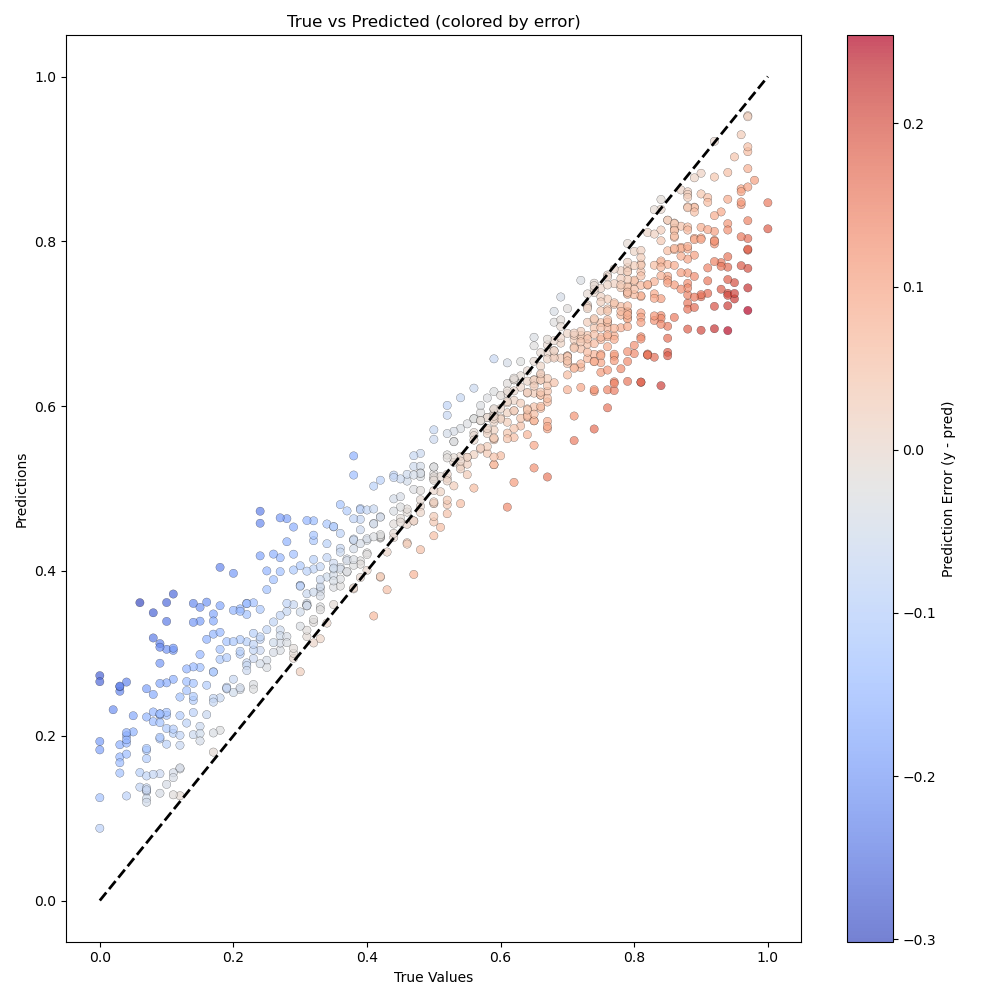 True vs Predicted (colored by error)
1.0
0.8
0.6
0.4
0.2
0.0
Predictions
0.0 0.2 0.4 0.6 0.8 1.0
True Values
0.2
0.1
0.0
−0.1
−0.2
−0.3
Prediction Error (y - pred)